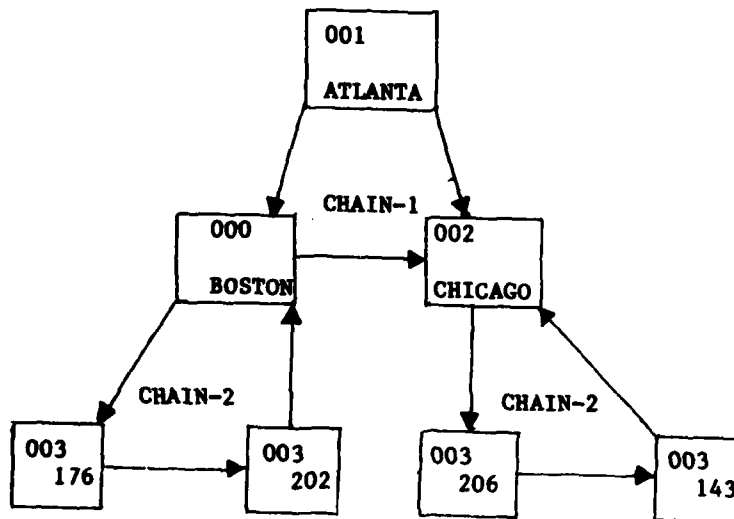 001
ATLANTA
CHAIN-1
000
BOSTON
002
CHICAGO
CHAIN-2
CHAIN-2
003
176
003
202
003
206
003
143